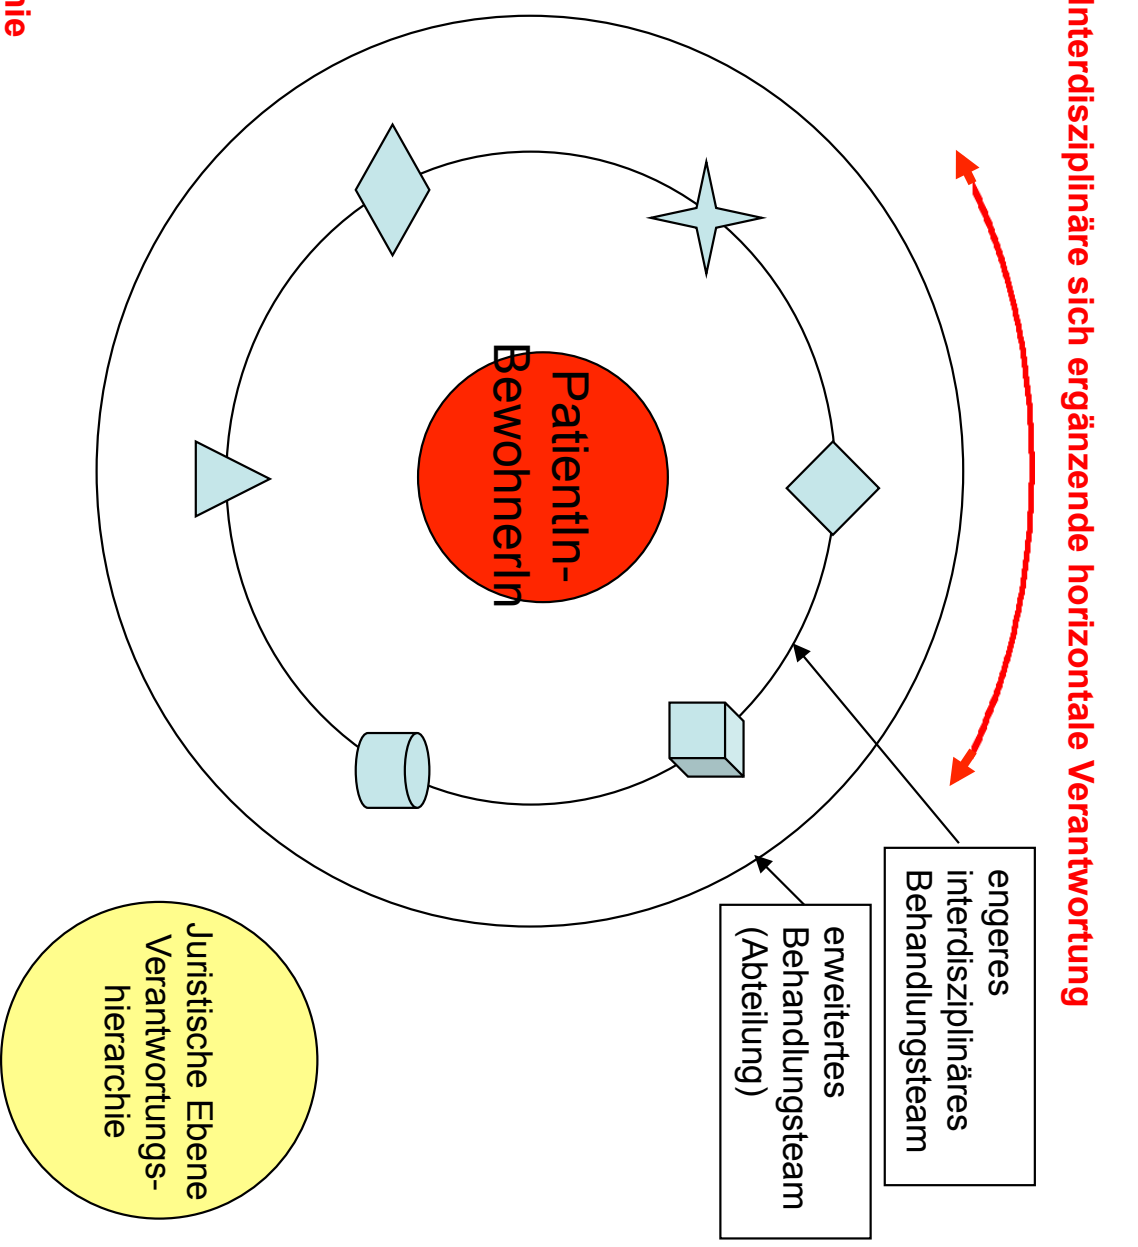 Interdisziplinäre sich ergänzende horizontale Verantwortung
engeres
interdisziplinäres
Behandlungsteam
erweitertes
Behandlungsteam
(Abteilung)
PatientIn-
BewohnerIn
Juristische Ebene
Verantwortungs-
hierarchie